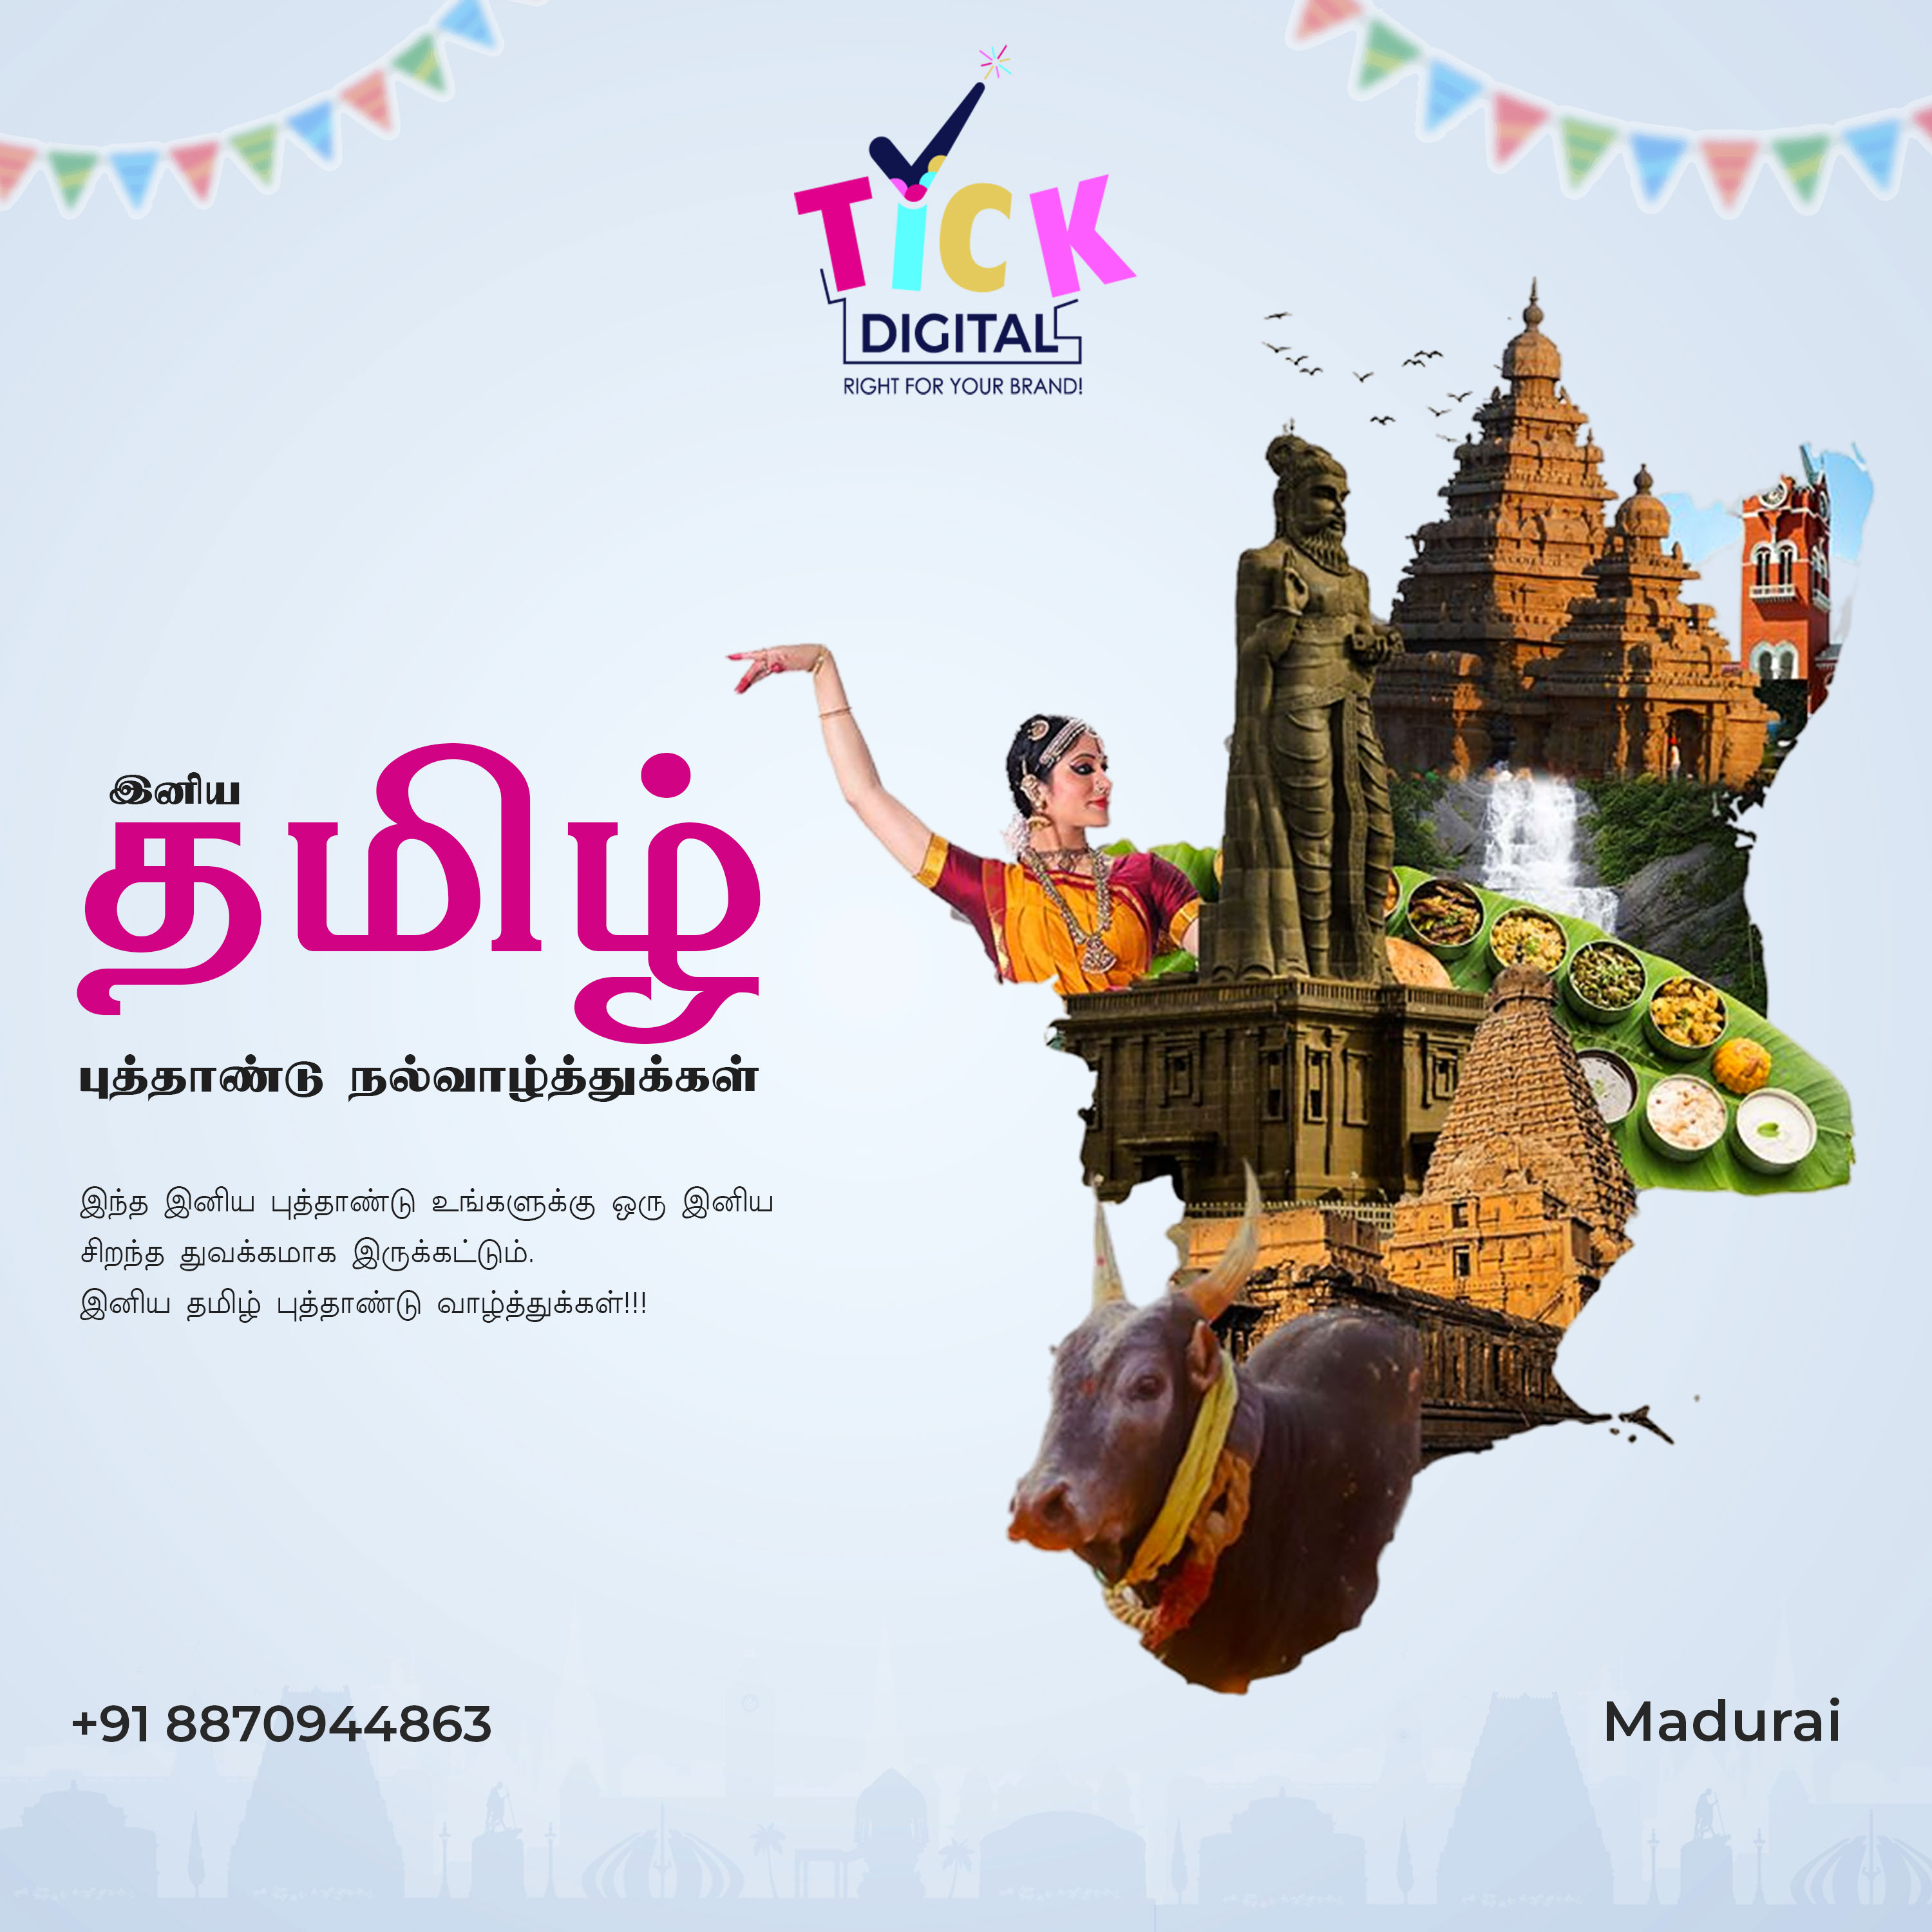 TICK
DIGITAL
RIGHT FOR YOUR BRAND!
இனிய
தமிழ்
புத்தாண்டு நல்வாழ்த்துக்கள்
இந்த இனிய புத்தாண்டு உங்களுக்கு ஒரு இனிய
சிறந்த துவக்கமாக இருக்கட்டும்.
இனிய தமிழ் புத்தாண்டு வாழ்த்துக்கள்!!!
+91 8870944863
Madurai